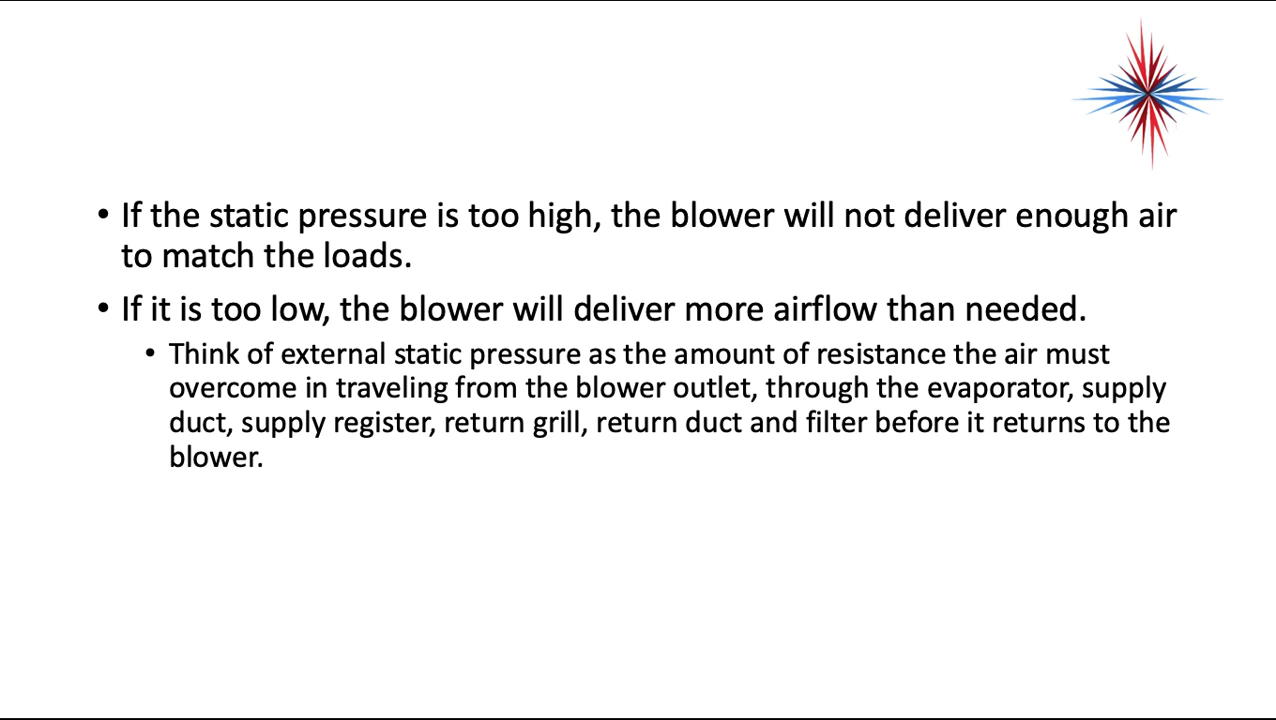 • If the static pressure is too high, the blower will not deliver enough air
to match the loads.
• If it is too low, the blower will deliver more airflow than needed.
• Think of external static pressure as the amount of resistance the air must
overcome in traveling from the blower outlet, through the evaporator, supply
duct, supply register, return grill, return duct and filter before it returns to the
blower.